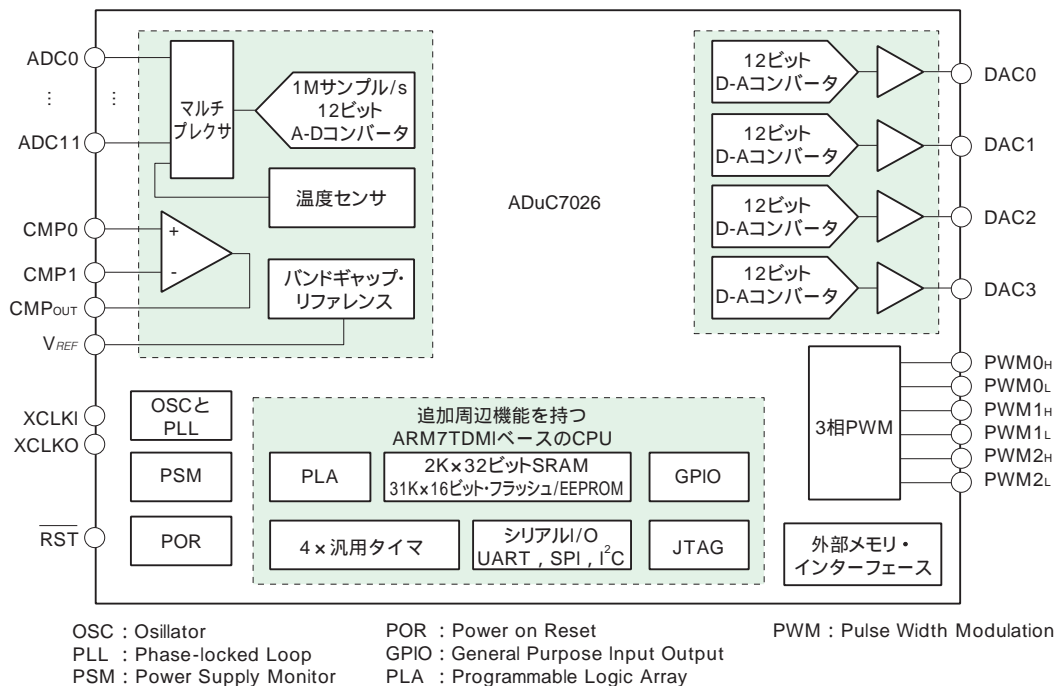 ADC0
⋮
ADC11
CMP0
CMP1
CMPOUT
VREF
XCLKI
XCLKO
RST
⋮
マルチ
プレクサ
1Mサンプル/s
12ビット
A-Dコンバータ
温度センサ
+
-
バンドギャップ・
リファレンス
ADuC7026
12ビット
D-Aコンバータ
12ビット
D-Aコンバータ
12ビット
D-Aコンバータ
12ビット
D-Aコンバータ
DAC0
DAC1
DAC2
DAC3
OSCと
PLL
PSM
POR
追加周辺機能を持つ
ARM7TDMIベースのCPU
PLA
2K×32ビットSRAM
31K×16ビット・フラッシュ/EEPROM
GPIO
4×汎用タイマ
シリアルI/O
UART , SPI , I²C
JTAG
3相PWM
PWM0H
PWM0L
PWM1H
PWM1L
PWM2H
PWM2L
外部メモリ・
インターフェース
OSC : Osillator
PLL : Phase-locked Loop
PSM : Power Supply Monitor
POR : Power on Reset
GPIO : General Purpose Input Output
PLA : Programmable Logic Array
PWM : Pulse Width Modulation